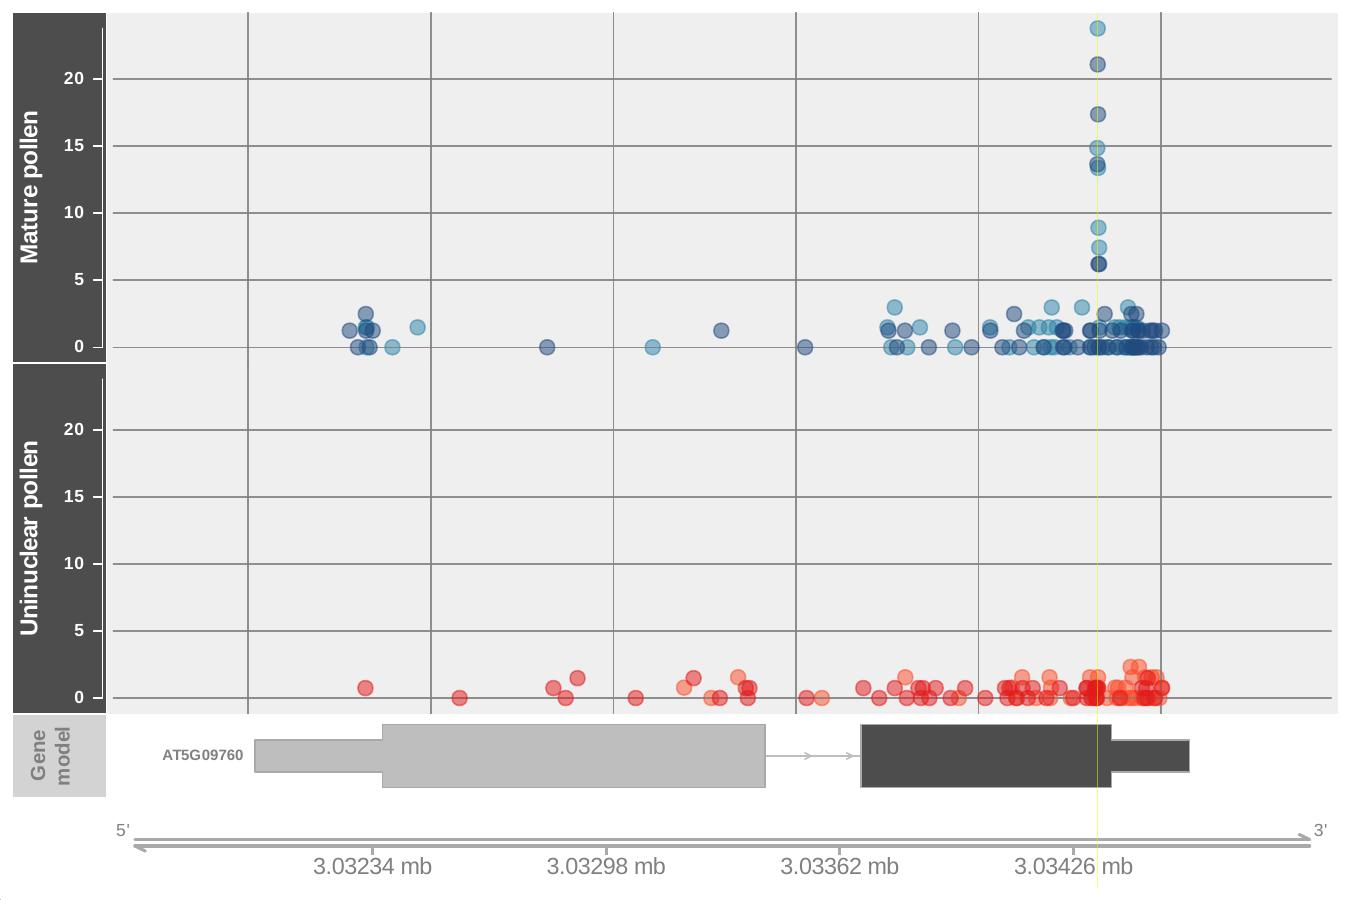 Mature pollen
20
15
10
5
0
Uninuclear pollen
20
15
10
5
0
Gene
model
AT5G09760
5'
3'
3.03234 mb
3.03298 mb
3.03362 mb
3.03426 mb